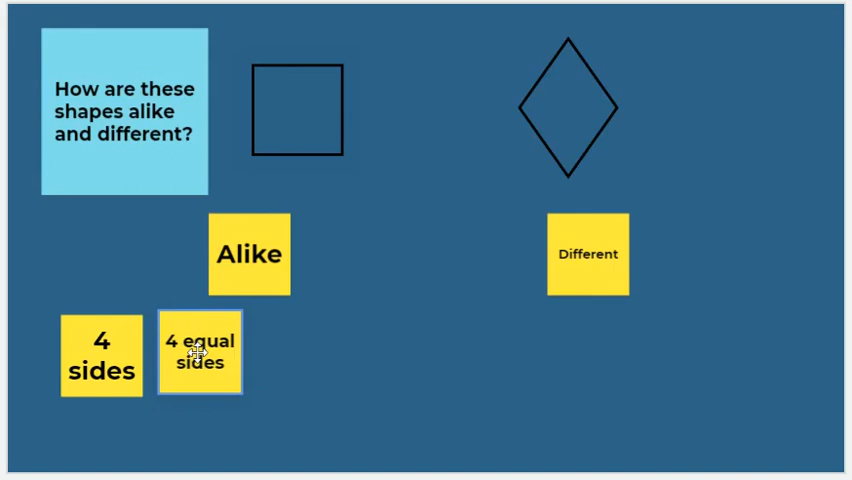 How are these
shapes alike
and different?
Alike
Different
4
sides
4 equal
sides